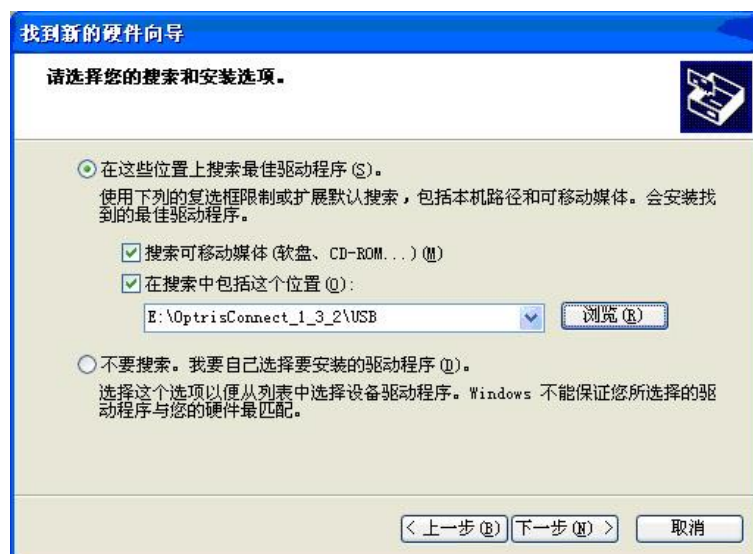 找到新的硬件向导
请选择您的搜索和安装选项。
在这些位置上搜索最佳驱动程序(S)。
使用下列的复选框限制或扩展默认搜索，包括本机路径和可移动媒体。会安装找
到的最佳驱动程序。
搜索可移动媒体(软盘、CD-ROM...)(M)
在搜索中包括这个位置(O):
E:\OptrisConnect_1_3_2\USB
浏览(R)
不要搜索。我要自己选择要安装的驱动程序(D)。
选择这个选项以便从列表中选择设备驱动程序。Windows 不能保证您所选择的驱
动程序与您的硬件最匹配。
< 上一步(B) 下一步(N) > 取消